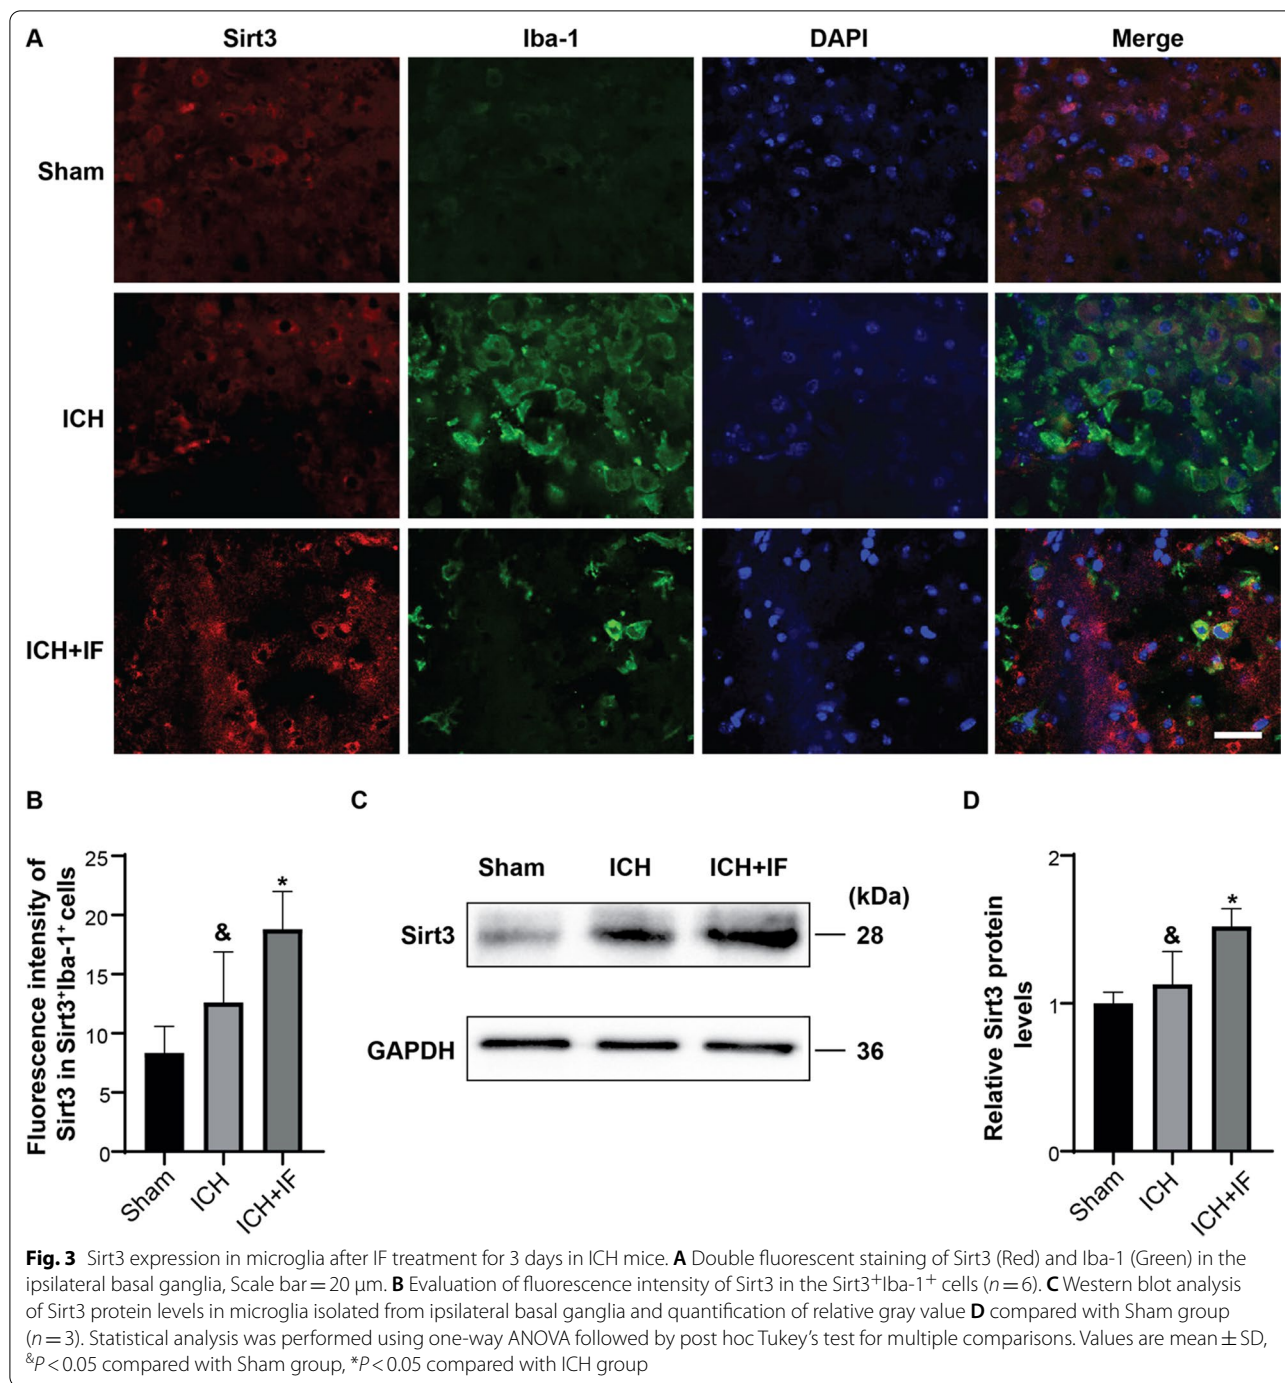 A
Sirt3 Iba-1 DAPI Merge
Sham
ICH
ICH+IF
B
Fluorescence intensity of
Sirt3 in Sirt3⁺Iba-1⁺ cells
25
20
15
10
5
0
&
*
Sham ICH ICH+IF
C
Sham ICH ICH+IF
(kDa)
Sirt3 28
GAPDH 36
D
Relative Sirt3 protein
levels
2
1
0
&
*
Sham ICH ICH+IF
Fig. 3 Sirt3 expression in microglia after IF treatment for 3 days in ICH mice. A Double fluorescent staining of Sirt3 (Red) and Iba-1 (Green) in the
ipsilateral basal ganglia, Scale bar = 20 μm. B Evaluation of fluorescence intensity of Sirt3 in the Sirt3⁺Iba-1⁺ cells (n = 6). C Western blot analysis
of Sirt3 protein levels in microglia isolated from ipsilateral basal ganglia and quantification of relative gray value D compared with Sham group
(n = 3). Statistical analysis was performed using one-way ANOVA followed by post hoc Tukey's test for multiple comparisons. Values are mean ± SD,
&P < 0.05 compared with Sham group, *P < 0.05 compared with ICH group